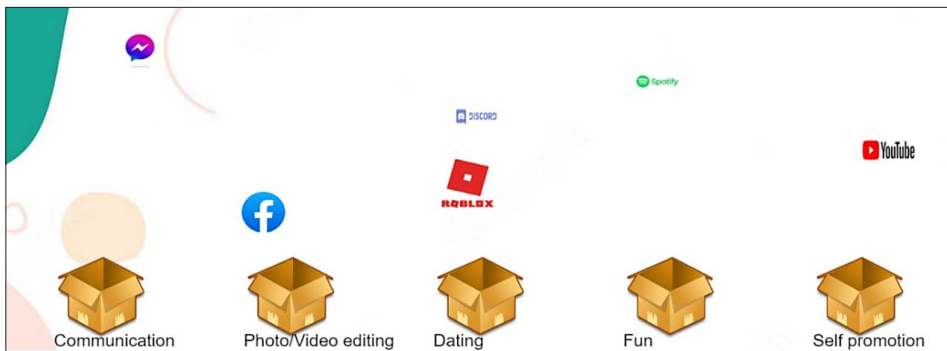 Spotify
DISCORD
YouTube
ROBLOX
Communication
Photo/Video editing
Dating
Fun
Self promotion